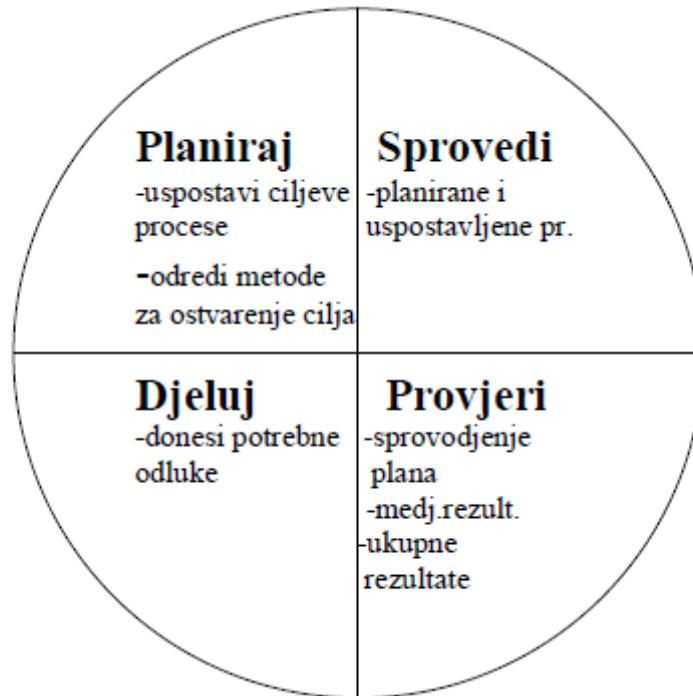 Planiraj
-uspostavi ciljeve
procese
-odredi metode
za ostvarenje cilja
Sprovedi
-planirane i
uspostavljene pr.
Djeluj
-donesi potrebne
odluke
Provjeri
-sprovodjenje
plana
-medj.rezult.
-ukupne
rezultate